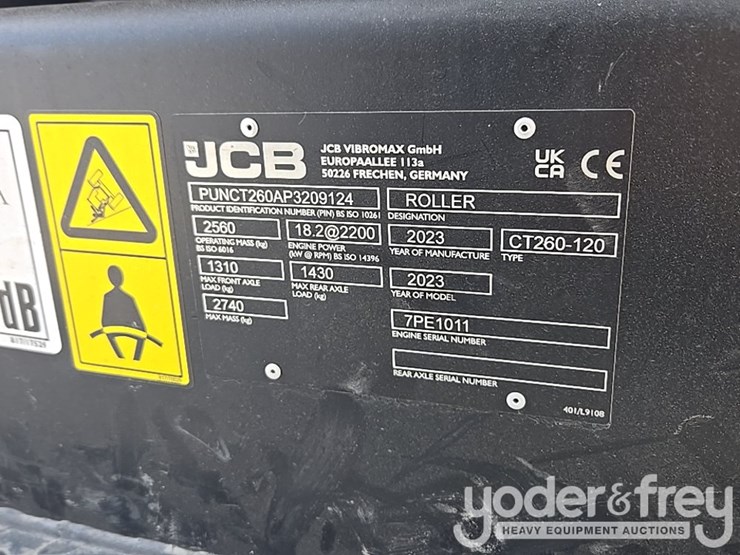 JCB
JCB VIBROMAX GmbH
EUROPAALLEE 113a
50226 FRECHEN, GERMANY
UK
CA
CE
PUNCT260AP3209124
PRODUCT IDENTIFICATION NUMBER (PIN) BS ISO 10261
ROLLER
DESIGNATION
2560
OPERATING MASS (kg)
BS ISO 6016
18.2@2200
ENGINE POWER
(kW @ RPM) BS ISO 14396
2023
YEAR OF MANUFACTURE
CT260-120
TYPE
1310
MAX FRONT AXLE
LOAD (kg)
1430
MAX REAR AXLE
LOAD (kg)
2023
YEAR OF MODEL
2740
MAX MASS (kg)
7PE1011
ENGINE SERIAL NUMBER
REAR AXLE SERIAL NUMBER
401/L9108
dB
yoder&frey
HEAVY EQUIPMENT AUCTIONS